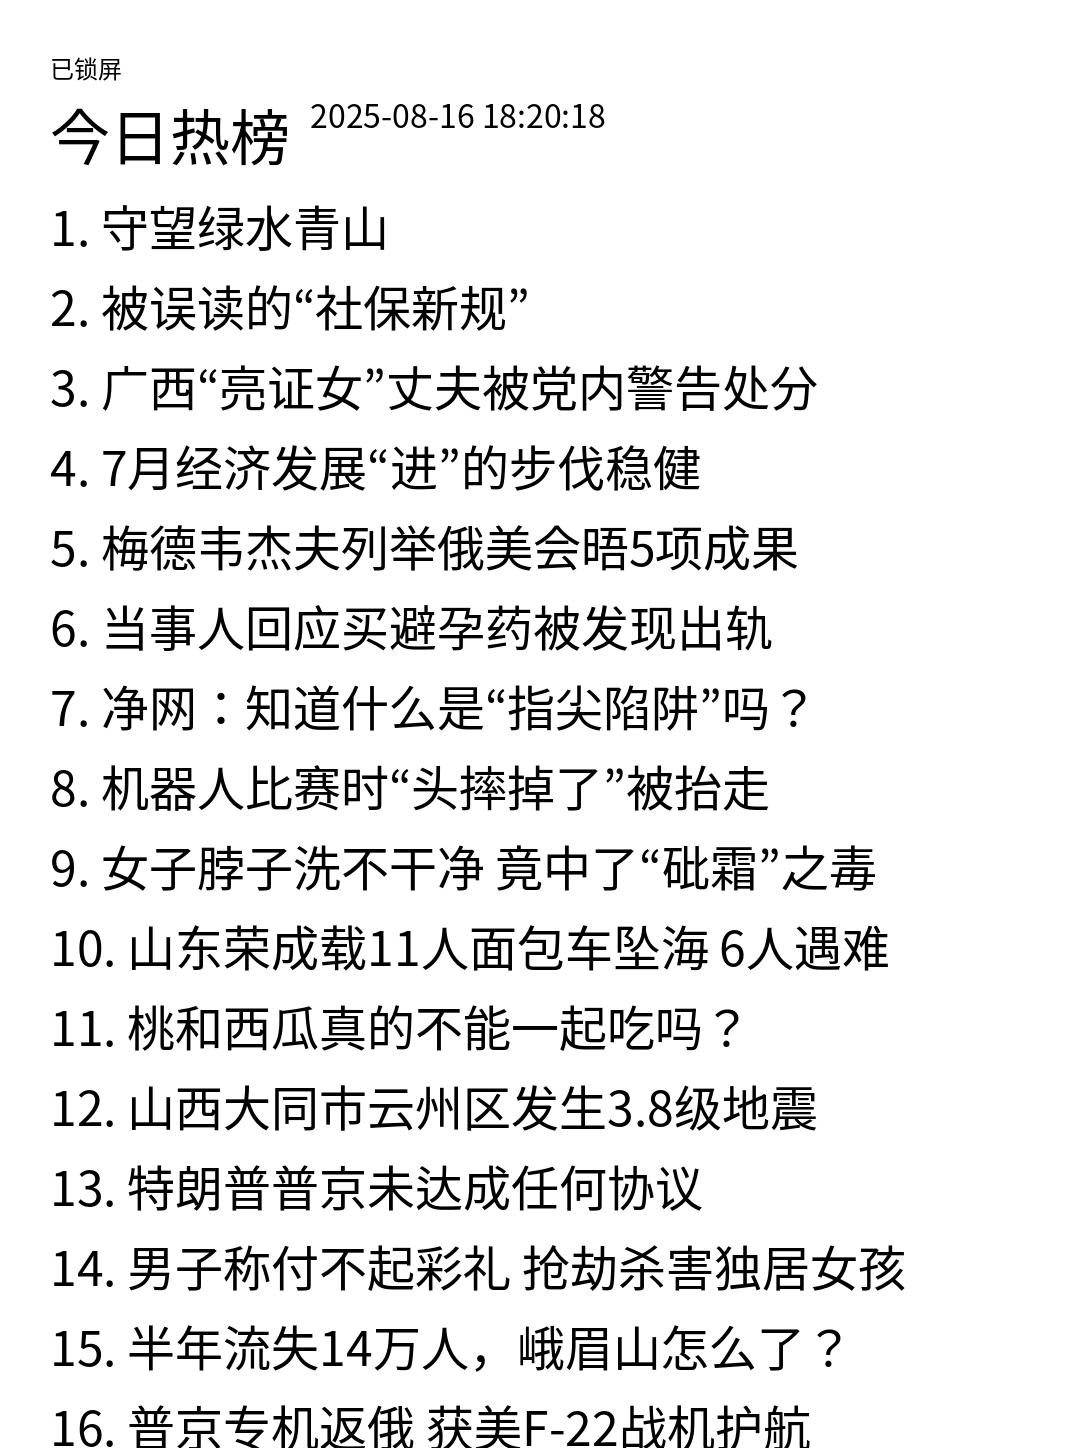 已锁屏
今日热榜 2025-08-16 18:20:18
1. 守望绿水青山
2. 被误读的“社保新规”
3. 广西“亮证女”丈夫被党内警告处分
4. 7月经济发展“进”的步伐稳健
5. 梅德韦杰夫列举俄美会晤5项成果
6. 当事人回应买避孕药被发现出轨
7. 净网：知道什么是“指尖陷阱”吗？
8. 机器人比赛时“头摔掉了”被抬走
9. 女子脖子洗不干净 竟中了“砒霜”之毒
10. 山东荣成载11人面包车坠海 6人遇难
11. 桃和西瓜真的不能一起吃吗？
12. 山西大同市云州区发生3.8级地震
13. 特朗普普京未达成任何协议
14. 男子称付不起彩礼 抢劫杀害独居女孩
15. 半年流失14万人，峨眉山怎么了？
16. 普京专机返俄 获美F-22战机护航